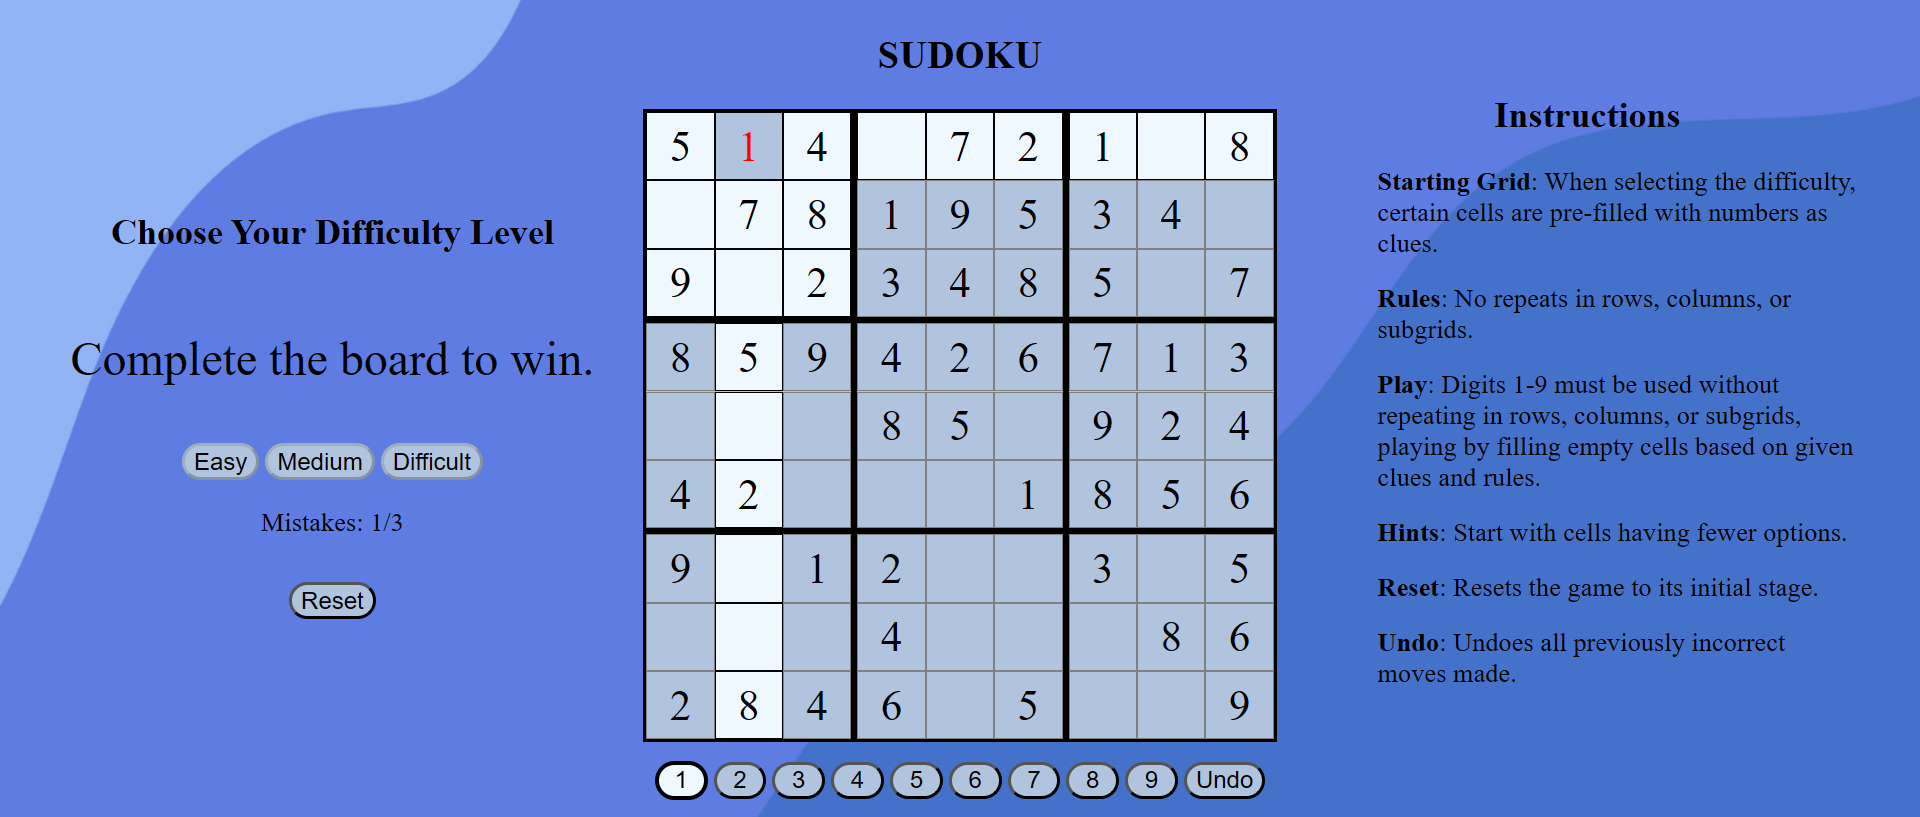 SUDOKU
Choose Your Difficulty Level
Complete the board to win.
Easy Medium Difficult
Mistakes: 1/3
Reset
5 1 4 7 2 1 8
7 8 1 9 5 3 4
9 2 3 4 8 5 7
8 5 9 4 2 6 7 1 3
8 5 9 2 4
4 2 1 8 5 6
9 1 2 3 5
4 8 6
2 8 4 6 5 9
1 2 3 4 5 6 7 8 9 Undo
Instructions
Starting Grid: When selecting the difficulty,
certain cells are pre-filled with numbers as
clues.
Rules: No repeats in rows, columns, or
subgrids.
Play: Digits 1-9 must be used without
repeating in rows, columns, or subgrids,
playing by filling empty cells based on given
clues and rules.
Hints: Start with cells having fewer options.
Reset: Resets the game to its initial stage.
Undo: Undoes all previously incorrect
moves made.